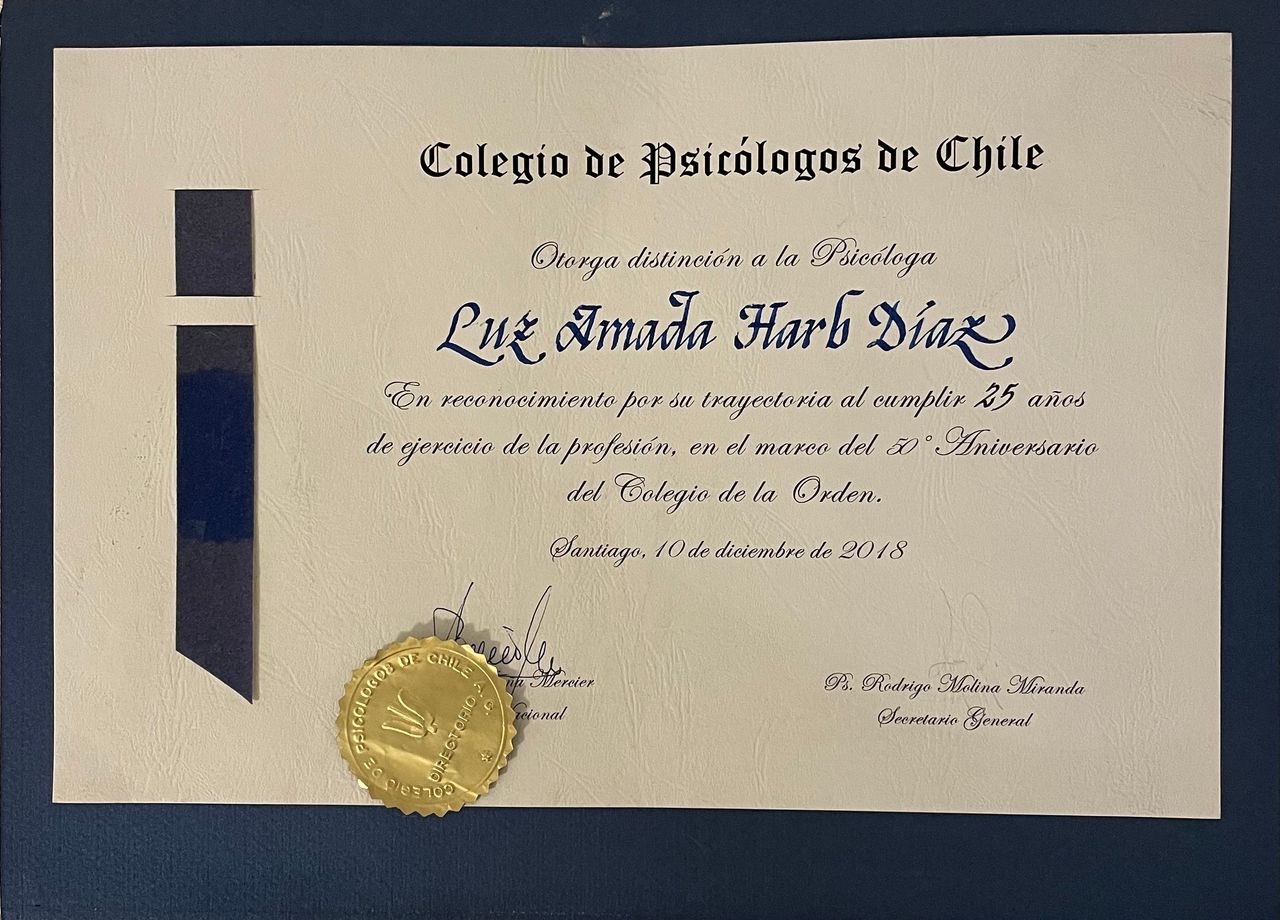 Colegio de Psicólogos de Chile
Otorga distinción a la Psicóloga
Luz Amada Harb Díaz
En reconocimiento por su trayectoria al cumplir 25 años
de ejercicio de la profesión, en el marco del 50° Aniversario
del Colegio de la Orden.
Santiago, 10 de diciembre de 2018
Mercier
Ps. Rodrigo Molina Miranda
Secretario General
COLEGIO DE PSICOLOGOS DE CHILE A. G.
DIRECTORIO